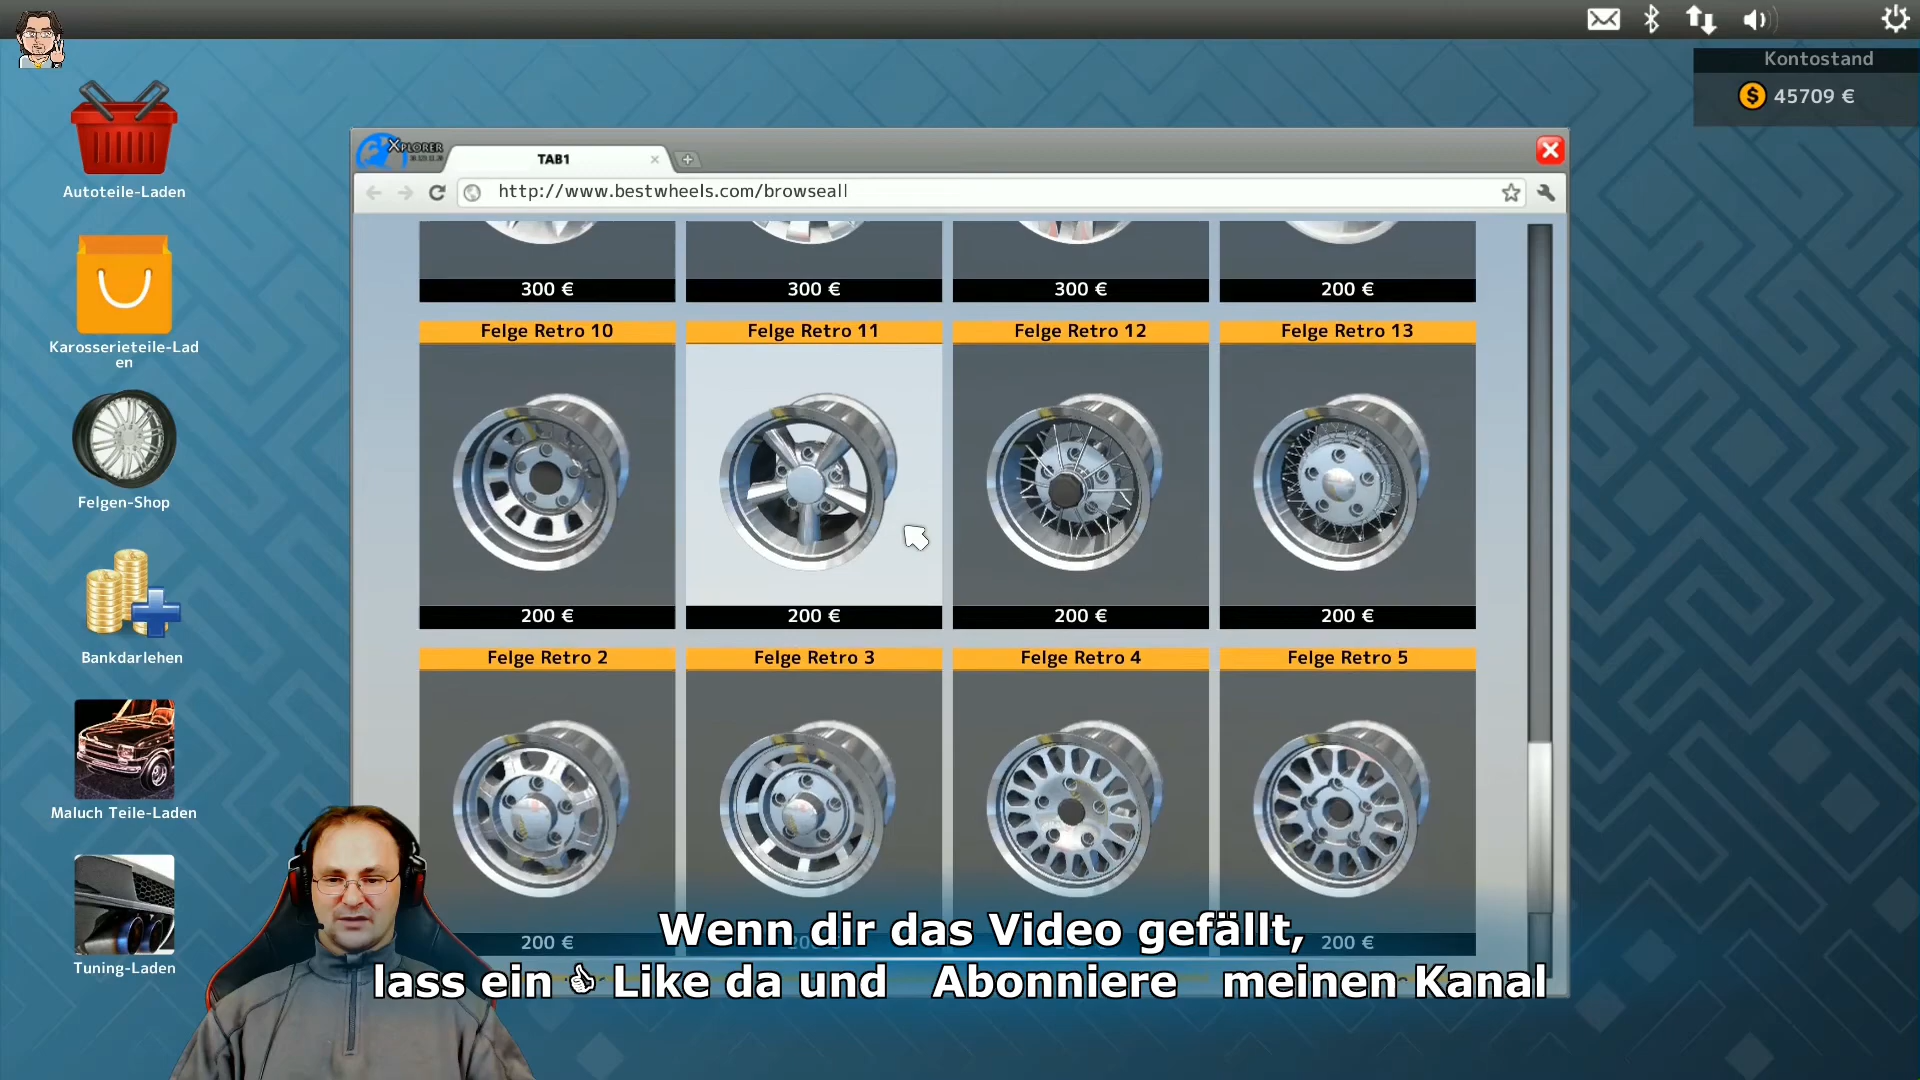 Kontostand
45709 €
Autoteile-Laden
Karosserieteile-Lad
en
Felgen-Shop
Bankdarlehen
Maluch Teile-Laden
Tuning-Laden
XPLORER
TAB1
http://www.bestwheels.com/browseall
300 € 300 € 300 € 200 €
Felge Retro 10 Felge Retro 11 Felge Retro 12 Felge Retro 13
200 € 200 € 200 € 200 €
Felge Retro 2 Felge Retro 3 Felge Retro 4 Felge Retro 5
200 € 200 €
Wenn dir das Video gefällt,
lass ein 👍 Like da und Abonniere meinen Kanal